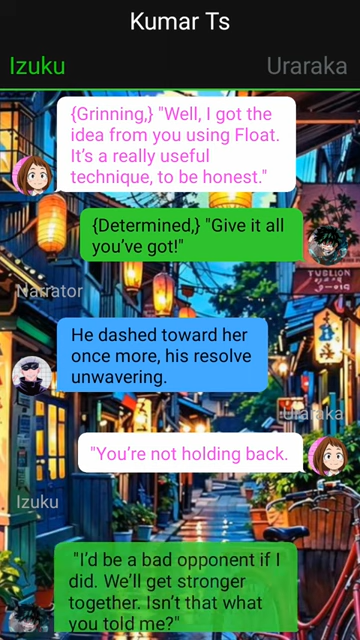 Kumar Ts
Izuku
Uraraka
{Grinning,} "Well, I got the
idea from you using Float.
It's a really useful
technique, to be honest."
{Determined,} "Give it all
you've got!"
Narrator
He dashed toward her
once more, his resolve
unwavering.
Uraraka
"You're not holding back.
Izuku
"I'd be a bad opponent if I
did. We'll get stronger
together. Isn't that what
you told me?"